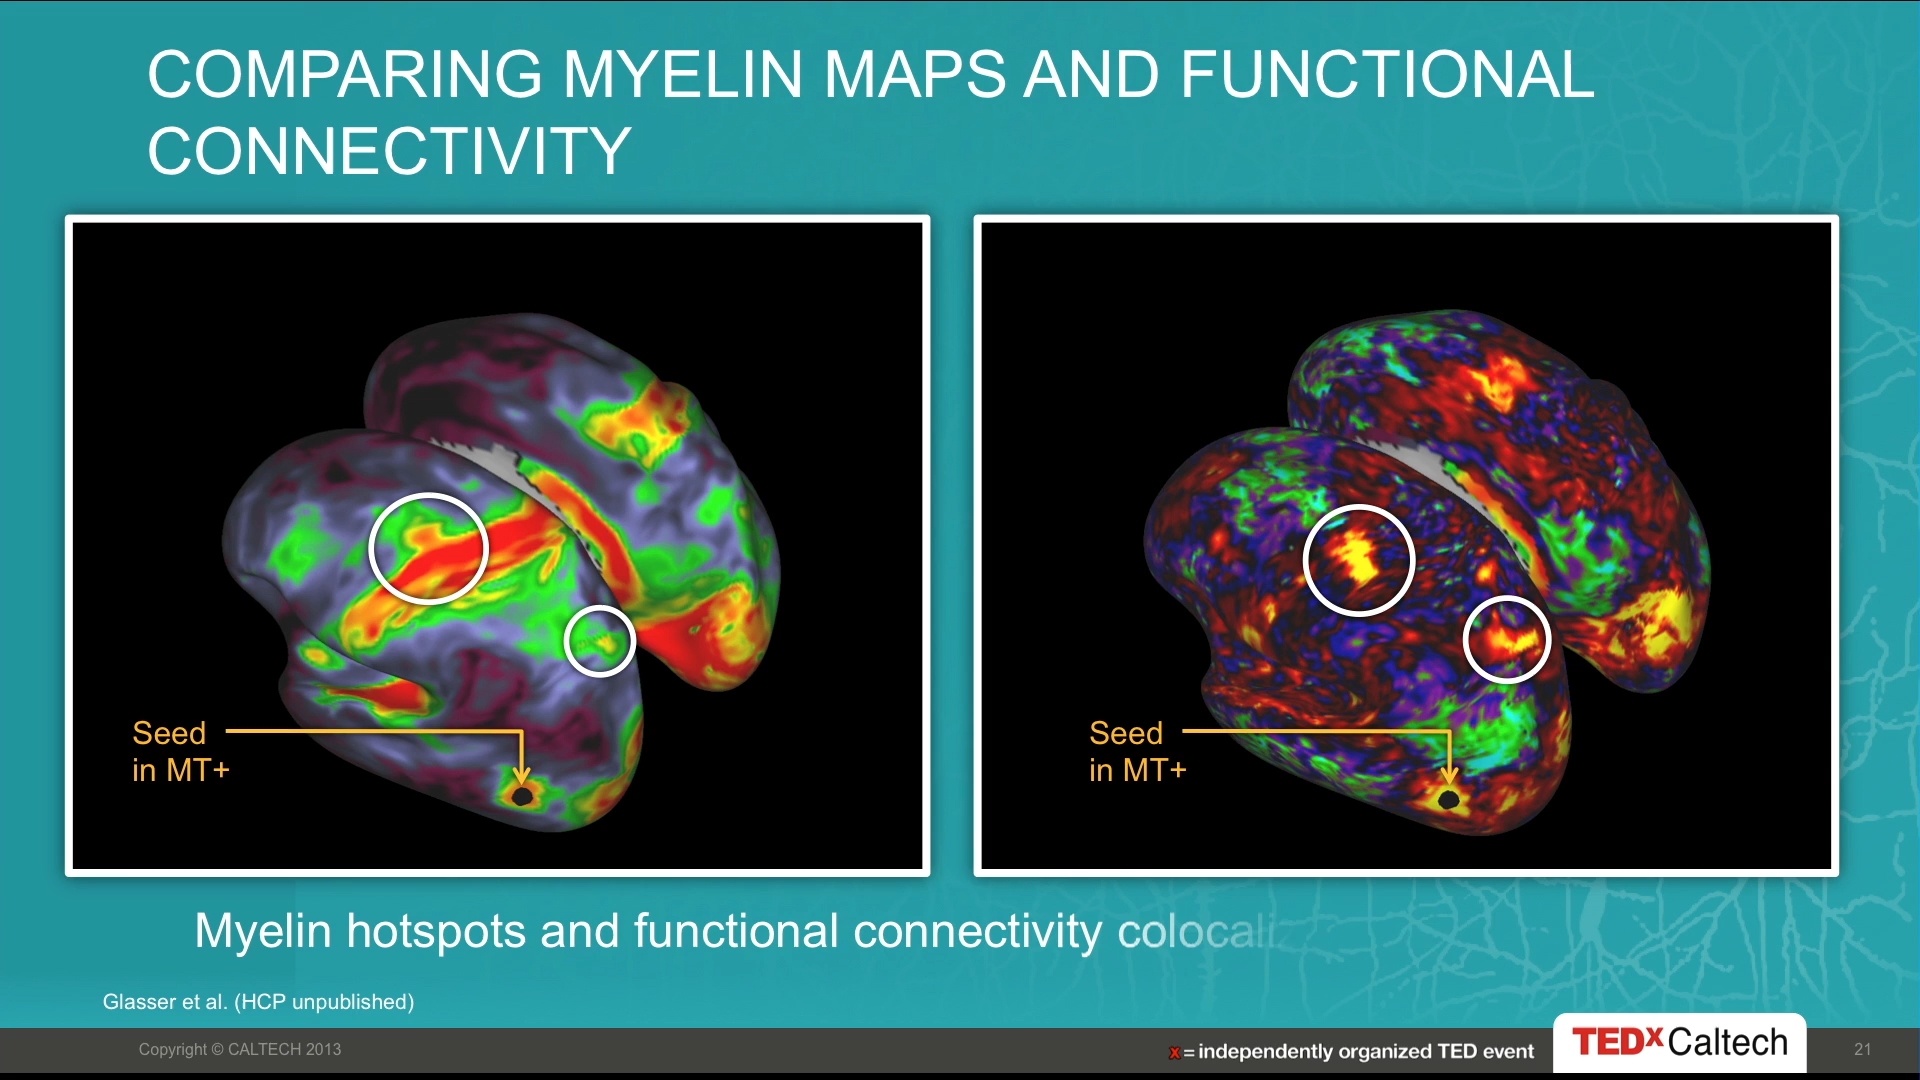 COMPARING MYELIN MAPS AND FUNCTIONAL
CONNECTIVITY
Seed
in MT+
Seed
in MT+
Myelin hotspots and functional connectivity colocali
Glasser et al. (HCP unpublished)
Copyright © CALTECH 2013
x = independently organized TED event
TEDxCaltech
21